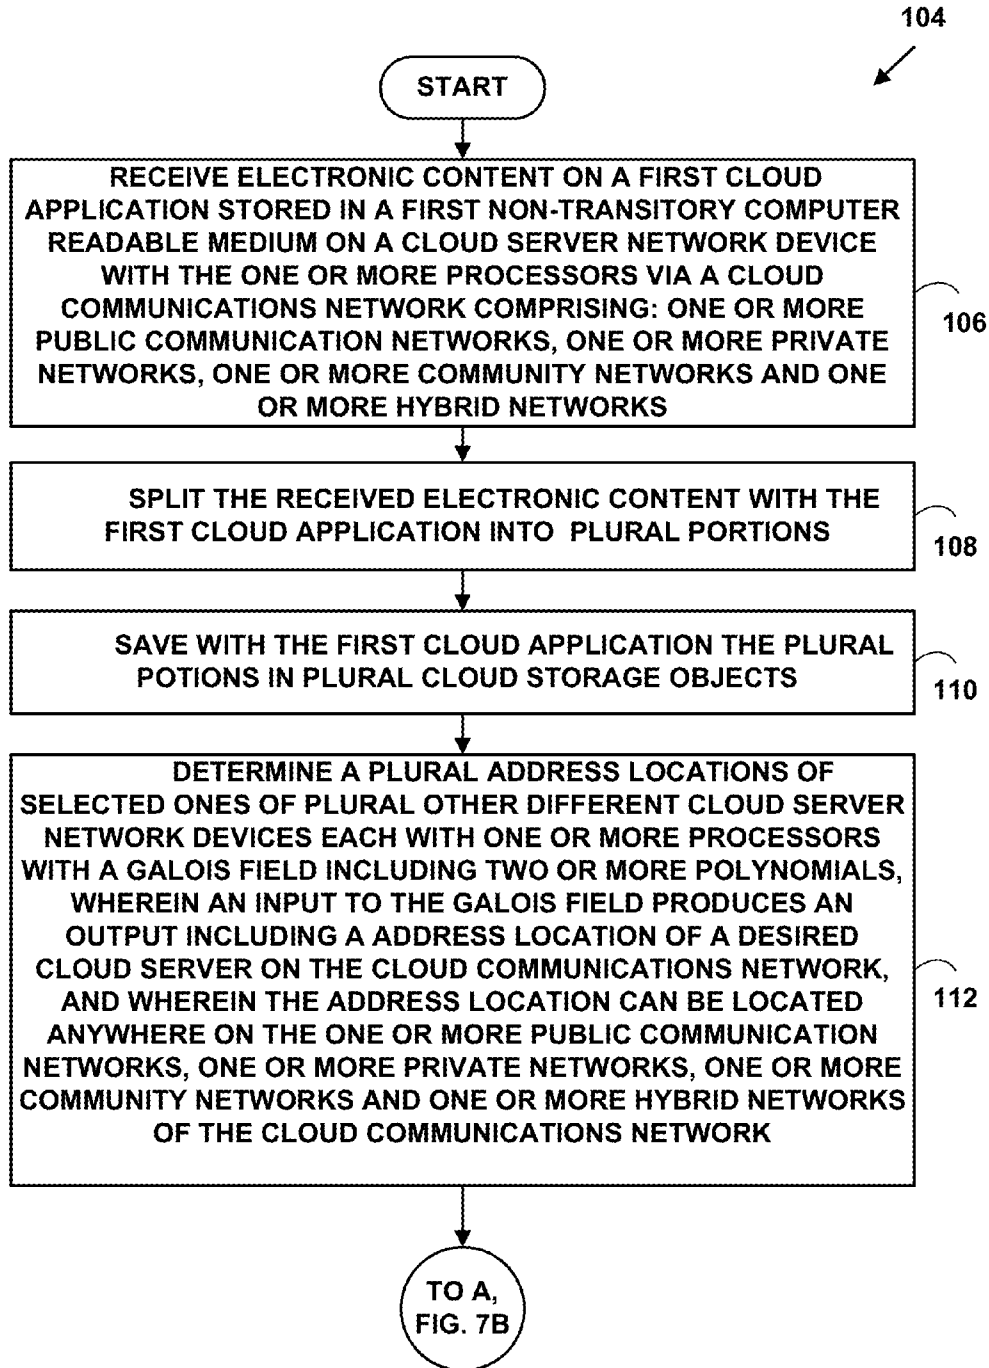 104
START
RECEIVE ELECTRONIC CONTENT ON A FIRST CLOUD
APPLICATION STORED IN A FIRST NON-TRANSITORY COMPUTER
READABLE MEDIUM ON A CLOUD SERVER NETWORK DEVICE
WITH THE ONE OR MORE PROCESSORS VIA A CLOUD
COMMUNICATIONS NETWORK COMPRISING: ONE OR MORE
PUBLIC COMMUNICATION NETWORKS, ONE OR MORE PRIVATE
NETWORKS, ONE OR MORE COMMUNITY NETWORKS AND ONE
OR MORE HYBRID NETWORKS
106
SPLIT THE RECEIVED ELECTRONIC CONTENT WITH THE
FIRST CLOUD APPLICATION INTO PLURAL PORTIONS
108
SAVE WITH THE FIRST CLOUD APPLICATION THE PLURAL
POTIONS IN PLURAL CLOUD STORAGE OBJECTS
110
DETERMINE A PLURAL ADDRESS LOCATIONS OF
SELECTED ONES OF PLURAL OTHER DIFFERENT CLOUD SERVER
NETWORK DEVICES EACH WITH ONE OR MORE PROCESSORS
WITH A GALOIS FIELD INCLUDING TWO OR MORE POLYNOMIALS,
WHEREIN AN INPUT TO THE GALOIS FIELD PRODUCES AN
OUTPUT INCLUDING A ADDRESS LOCATION OF A DESIRED
CLOUD SERVER ON THE CLOUD COMMUNICATIONS NETWORK,
AND WHEREIN THE ADDRESS LOCATION CAN BE LOCATED
ANYWHERE ON THE ONE OR MORE PUBLIC COMMUNICATION
NETWORKS, ONE OR MORE PRIVATE NETWORKS, ONE OR MORE
COMMUNITY NETWORKS AND ONE OR MORE HYBRID NETWORKS
OF THE CLOUD COMMUNICATIONS NETWORK
112
TO A,
FIG. 7B